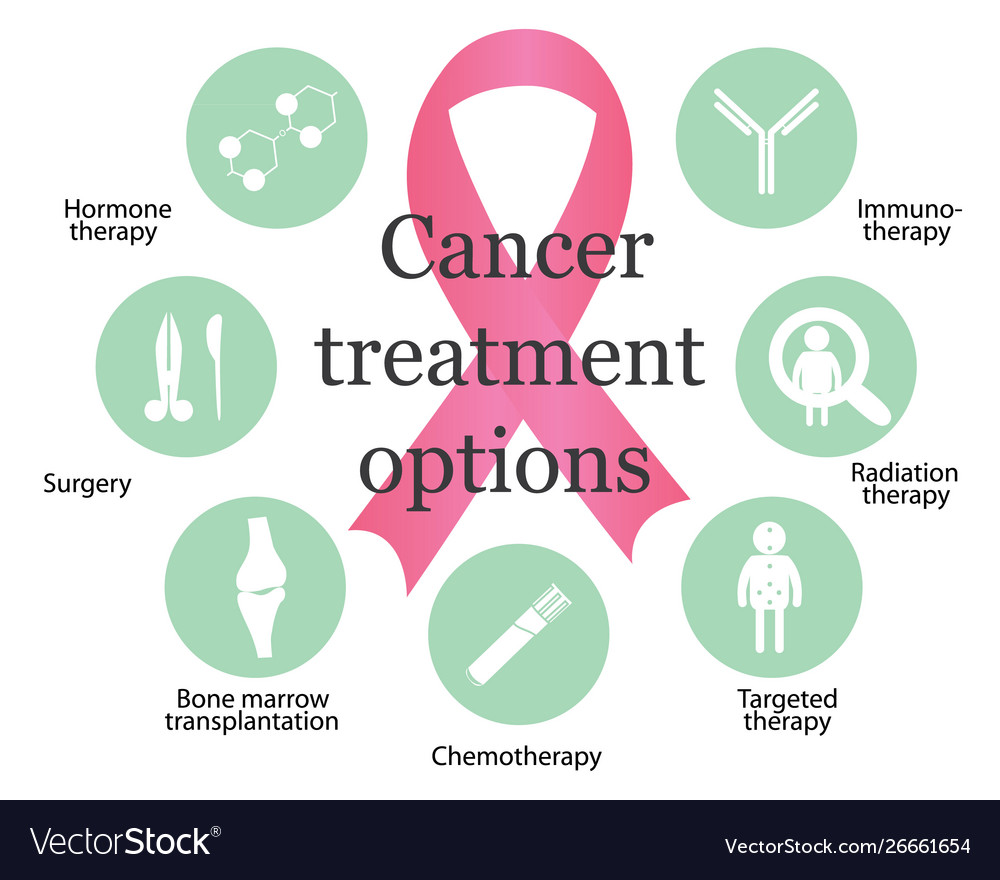 Cancer
treatment
options
Hormone
therapy
Immuno-
therapy
Surgery
Radiation
therapy
Bone marrow
transplantation
Targeted
therapy
Chemotherapy
VectorStock®
VectorStock.com/26661654